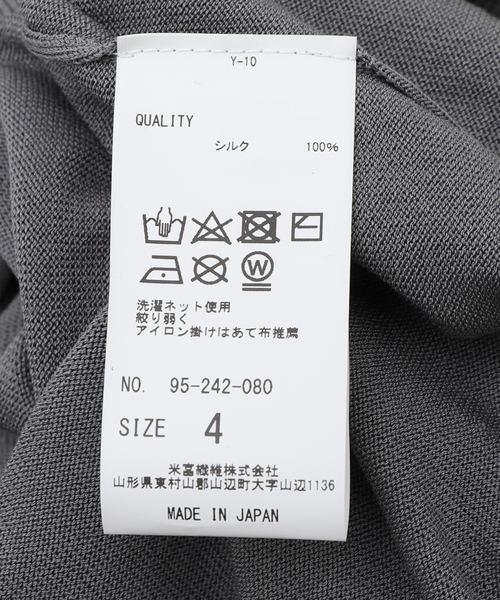 Y-10
QUALITY
シルク 100%
W
洗濯ネット使用
絞り弱く
アイロン掛けはあて布推薦
NO. 95-242-080
SIZE 4
米富繊維株式会社
山形県東村山郡山辺町大字山辺1136
MADE IN JAPAN